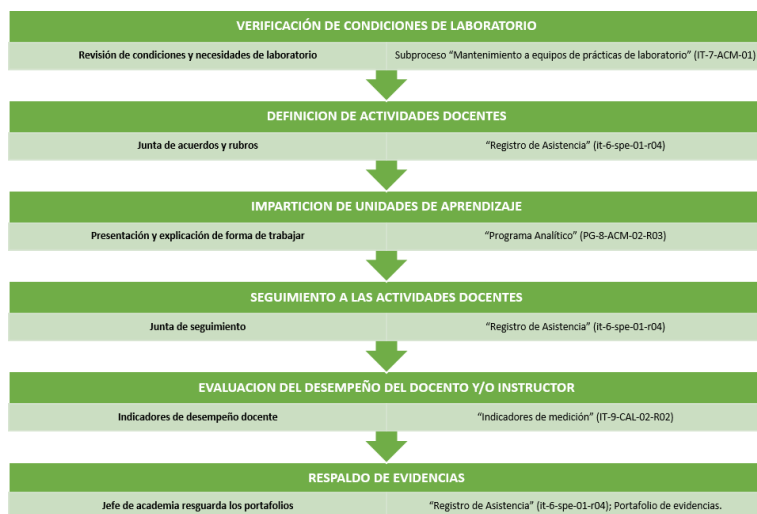 VERIFICACIÓN DE CONDICIONES DE LABORATORIO
Revisión de condiciones y necesidades de laboratorio
Subproceso “Mantenimiento a equipos de prácticas de laboratorio” (IT-7-ACM-01)
DEFINICION DE ACTIVIDADES DOCENTES
Junta de acuerdos y rubros
“Registro de Asistencia” (it-6-spe-01-r04)
IMPARTICION DE UNIDADES DE APRENDIZAJE
Presentación y explicación de forma de trabajar
“Programa Analítico” (PG-8-ACM-02-R03)
SEGUIMIENTO A LAS ACTIVIDADES DOCENTES
Junta de seguimiento
“Registro de Asistencia” (it-6-spe-01-r04)
EVALUACION DEL DESEMPEÑO DEL DOCENTO Y/O INSTRUCTOR
Indicadores de desempeño docente
“Indicadores de medición” (IT-9-CAL-02-R02)
RESPALDO DE EVIDENCIAS
Jefe de academia resguarda los portafolios
“Registro de Asistencia” (it-6-spe-01-r04); Portafolio de evidencias.